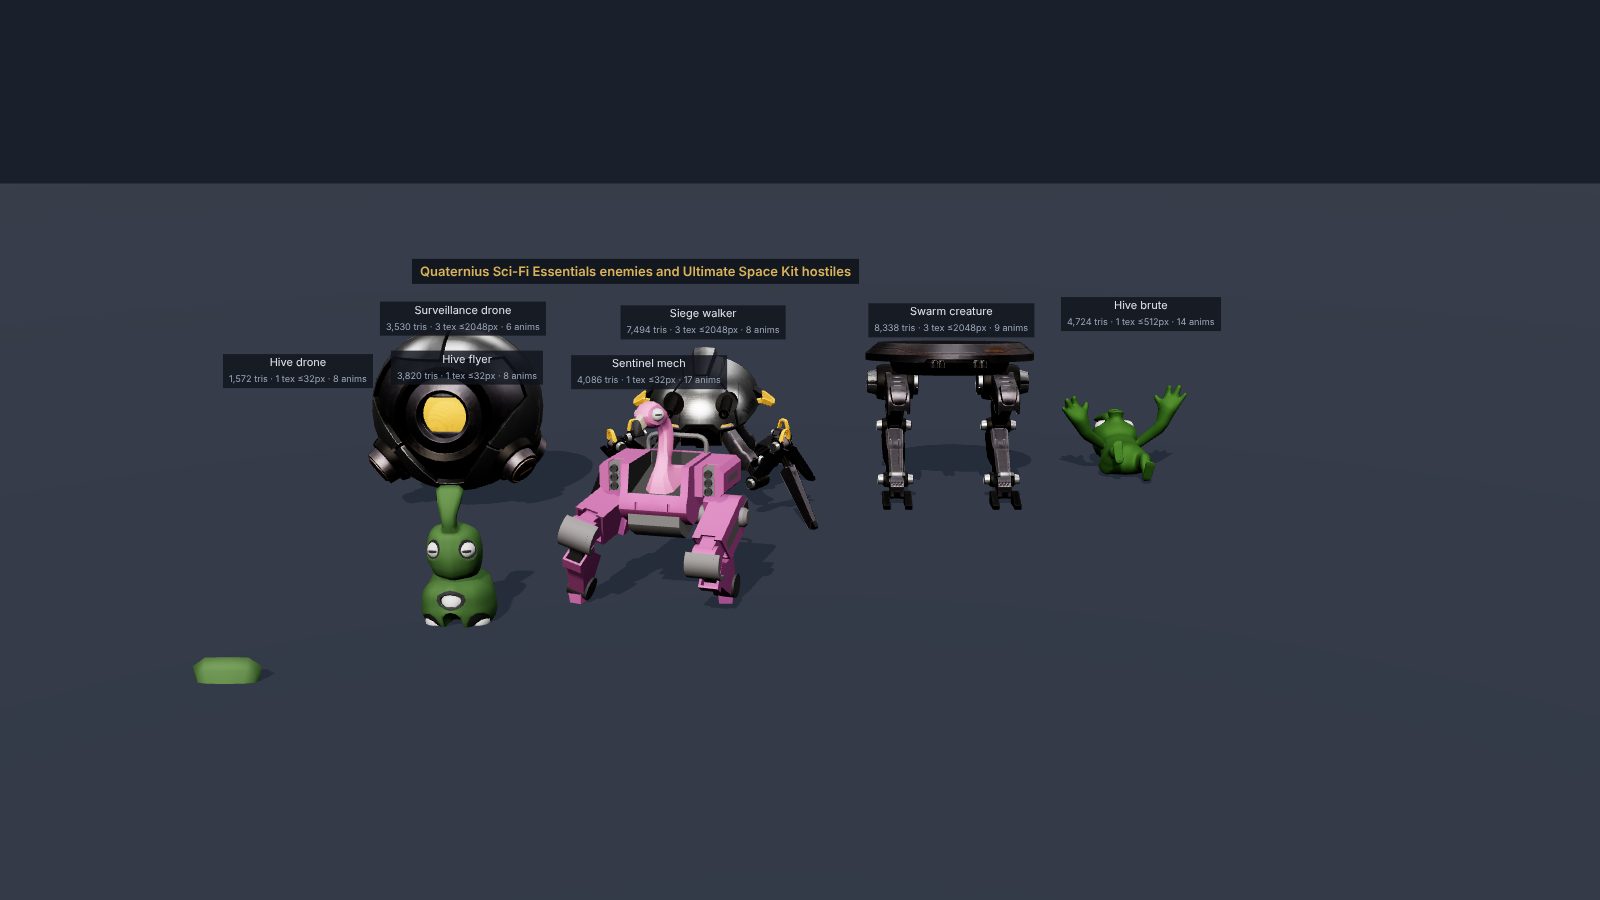 Quaternius Sci-Fi Essentials enemies and Ultimate Space Kit hostiles
Surveillance drone
3,530 tris · 3 tex ≤2048px · 6 anims
Siege walker
7,494 tris · 3 tex ≤2048px · 8 anims
Swarm creature
8,338 tris · 3 tex ≤2048px · 9 anims
Hive brute
4,724 tris · 1 tex ≤512px · 14 anims
Hive drone
1,572 tris · 1 tex ≤32px · 8 anims
Hive flyer
3,820 tris · 1 tex ≤32px · 8 anims
Sentinel mech
4,086 tris · 1 tex ≤32px · 17 anims